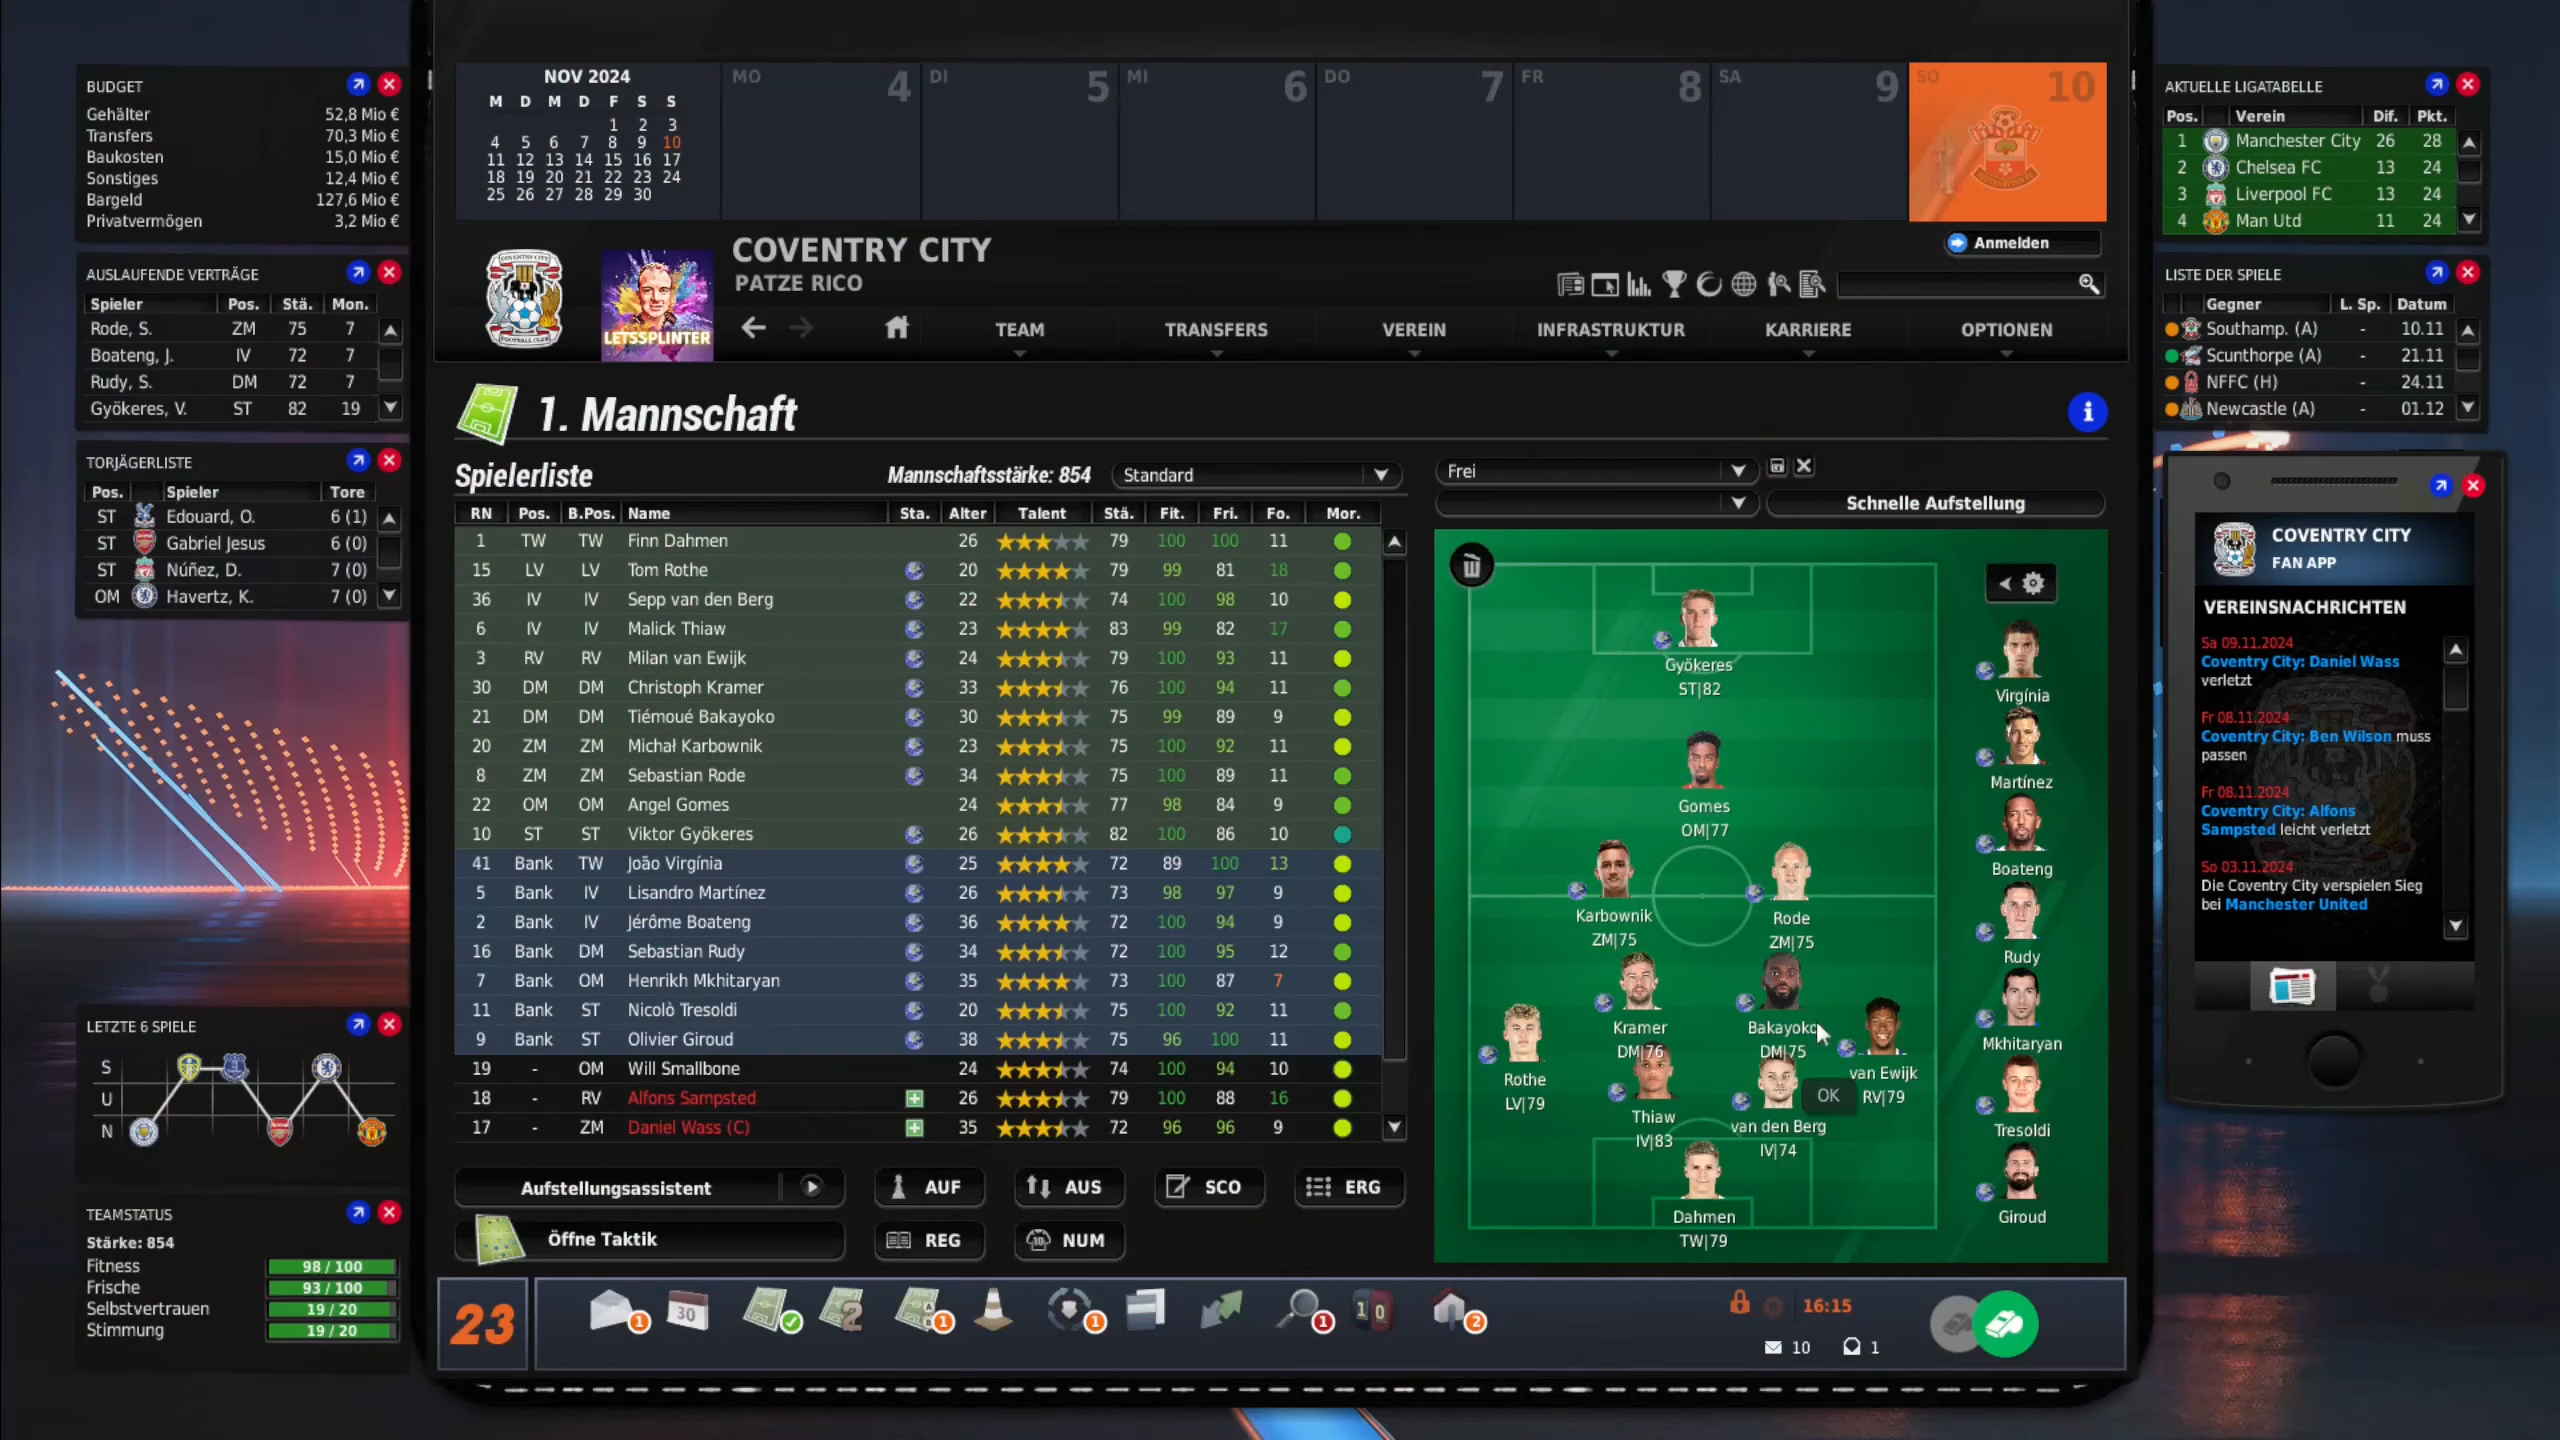 BUDGET
Gehälter 52,8 Mio €
Transfers 70,3 Mio €
Baukosten 15,0 Mio €
Sonstiges 12,4 Mio €
Bargeld 127,6 Mio €
Privatvermögen 3,2 Mio €
AUSLAUFENDE VERTRÄGE
Spieler Pos. Stä. Mon.
Rode, S. ZM 75 7
Boateng, J. IV 72 7
Rudy, S. DM 72 7
Gyökeres, V. ST 82 19
TORJÄGERLISTE
Pos. Spieler Tore
ST Edouard, O. 6 (1)
ST Gabriel Jesus 6 (0)
ST Núñez, D. 7 (0)
OM Havertz, K. 7 (0)
LETZTE 6 SPIELE
S
U
N
TEAMSTATUS
Stärke: 854
Fitness 98 / 100
Frische 93 / 100
Selbstvertrauen 19 / 20
Stimmung 19 / 20
NOV 2024
M D M D F S S
1 2 3
4 5 6 7 8 9 10
11 12 13 14 15 16 17
18 19 20 21 22 23 24
25 26 27 28 29 30
MO 4 DI 5 MI 6 DO 7 FR 8 SA 9 SO 10
LETSSPLINTER
COVENTRY CITY
PATZE RICO
Anmelden
TEAM TRANSFERS VEREIN INFRASTRUKTUR KARRIERE OPTIONEN
1. Mannschaft
Spielerliste Mannschaftsstärke: 854 Standard
RN Pos. B.Pos. Name Sta. Alter Talent Stä. Fit. Fri. Fo. Mor.
1 TW TW Finn Dahmen 26 79 100 100 11
15 LV LV Tom Rothe 20 79 99 81 18
36 IV IV Sepp van den Berg 22 74 100 98 10
6 IV IV Malick Thiaw 23 83 99 82 17
3 RV RV Milan van Ewijk 24 79 100 93 11
30 DM DM Christoph Kramer 33 76 100 94 11
21 DM DM Tiémoué Bakayoko 30 75 99 89 9
20 ZM ZM Michał Karbownik 23 75 100 92 11
8 ZM ZM Sebastian Rode 34 75 100 89 11
22 OM OM Angel Gomes 24 77 98 84 9
10 ST ST Viktor Gyökeres 26 82 100 86 10
41 Bank TW João Virgínia 25 72 89 100 13
5 Bank IV Lisandro Martínez 26 73 98 97 9
2 Bank IV Jérôme Boateng 36 72 100 94 9
16 Bank DM Sebastian Rudy 34 72 100 95 12
7 Bank OM Henrikh Mkhitaryan 35 73 100 87 7
11 Bank ST Nicolò Tresoldi 20 75 100 92 11
9 Bank ST Olivier Giroud 38 75 96 100 11
19 - OM Will Smallbone 24 74 100 94 10
18 - RV Alfons Sampsted 26 79 100 88 16
17 - ZM Daniel Wass (C) 35 72 96 96 9
Aufstellungsassistent AUF AUS SCO ERG
Öffne Taktik REG NUM
Frei
Schnelle Aufstellung
Gyökeres
ST|82
Gomes
OM|77
Karbownik
ZM|75
Rode
ZM|75
Kramer
DM|76
Bakayoko
DM|75
Rothe
LV|79
van Ewijk
RV|79
OK
Thiaw
IV|83
van den Berg
IV|74
Dahmen
TW|79
Virgínia
Martínez
Boateng
Rudy
Mkhitaryan
Tresoldi
Giroud
23 1 30 2 1 1 1 1 0 2 16:15
10 1
AKTUELLE LIGATABELLE
Pos. Verein Dif. Pkt.
1 Manchester City 26 28
2 Chelsea FC 13 24
3 Liverpool FC 13 24
4 Man Utd 11 24
LISTE DER SPIELE
Gegner L. Sp. Datum
Southamp. (A) - 10.11
Scunthorpe (A) - 21.11
NFFC (H) - 24.11
Newcastle (A) - 01.12
COVENTRY CITY
FAN APP
VEREINSNACHRICHTEN
Sa 09.11.2024
Coventry City: Daniel Wass
verletzt
Fr 08.11.2024
Coventry City: Ben Wilson muss
passen
Fr 08.11.2024
Coventry City: Alfons
Sampsted leicht verletzt
So 03.11.2024
Die Coventry City verspielen Sieg
bei Manchester United